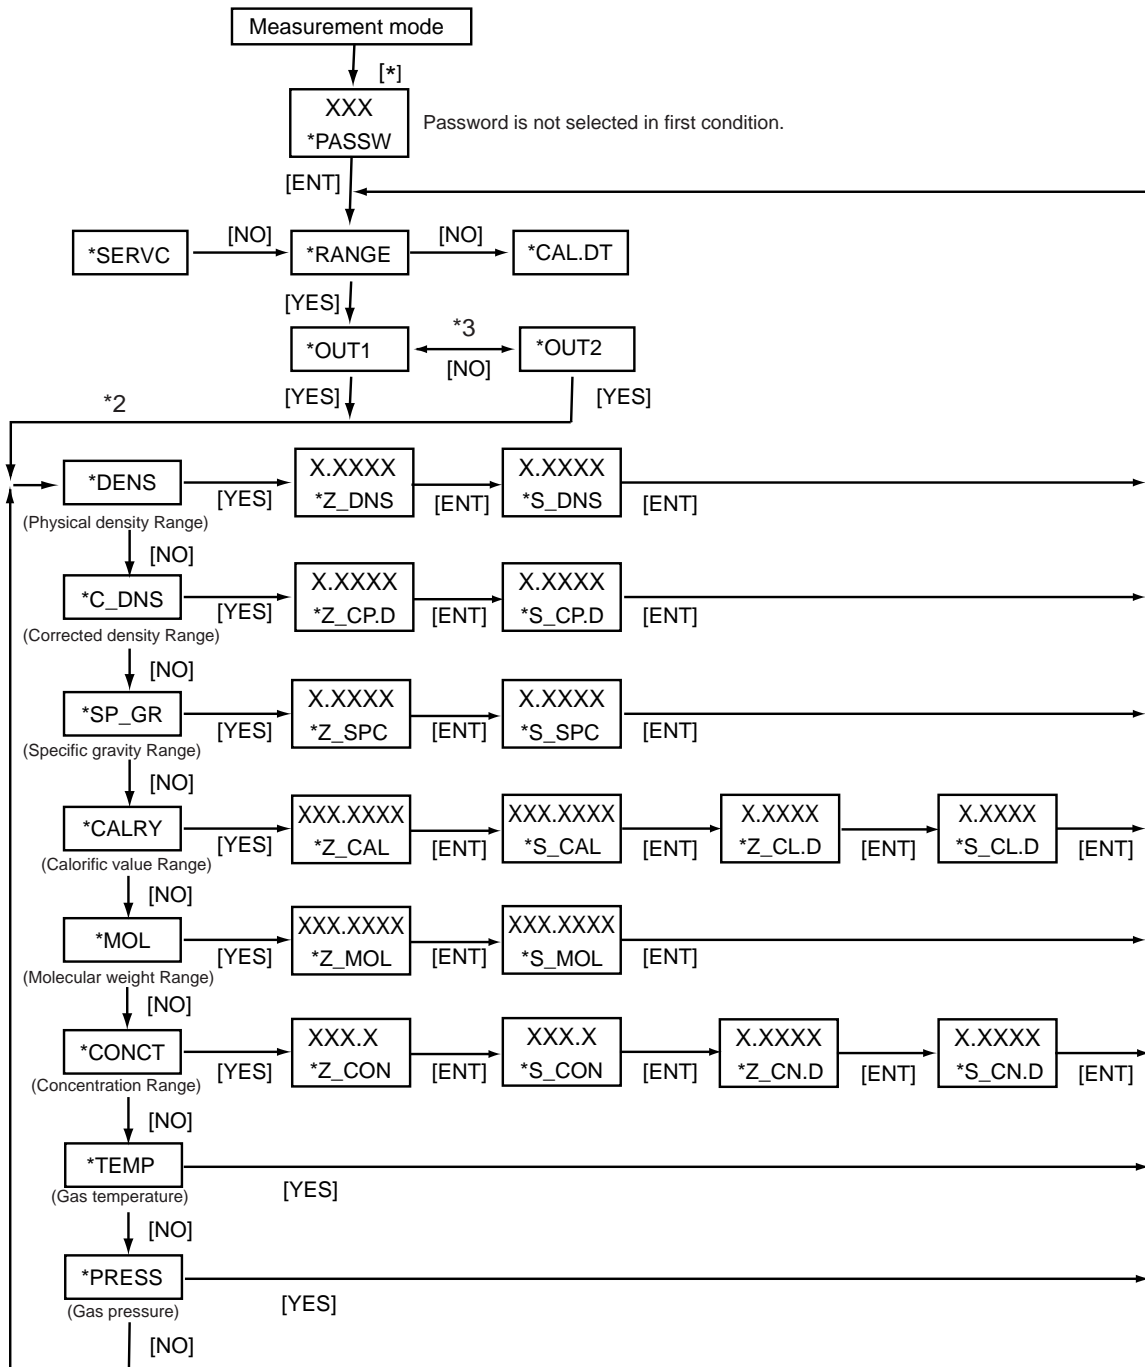 Measurement mode
[*]
XXX
*PASSW
Password is not selected in first condition.
[ENT]
*SERVC
[NO]
*RANGE
[NO]
*CAL.DT
[YES]
*OUT1
*3
[NO]
*OUT2
[YES]
[YES]
*2
*DENS
(Physical density Range)
[YES]
X.XXXX
*Z_DNS
[ENT]
X.XXXX
*S_DNS
[ENT]
[NO]
*C_DNS
(Corrected density Range)
[YES]
X.XXXX
*Z_CP.D
[ENT]
X.XXXX
*S_CP.D
[ENT]
[NO]
*SP_GR
(Specific gravity Range)
[YES]
X.XXXX
*Z_SPC
[ENT]
X.XXXX
*S_SPC
[ENT]
[NO]
*CALRY
(Calorific value Range)
[YES]
XXX.XXXX
*Z_CAL
[ENT]
XXX.XXXX
*S_CAL
[ENT]
X.XXXX
*Z_CL.D
[ENT]
X.XXXX
*S_CL.D
[ENT]
[NO]
*MOL
(Molecular weight Range)
[YES]
XXX.XXXX
*Z_MOL
[ENT]
XXX.XXXX
*S_MOL
[ENT]
[NO]
*CONCT
(Concentration Range)
[YES]
XXX.X
*Z_CON
[ENT]
XXX.X
*S_CON
[ENT]
X.XXXX
*Z_CN.D
[ENT]
X.XXXX
*S_CN.D
[ENT]
[NO]
*TEMP
(Gas temperature)
[YES]
[NO]
*PRESS
(Gas pressure)
[YES]
[NO]